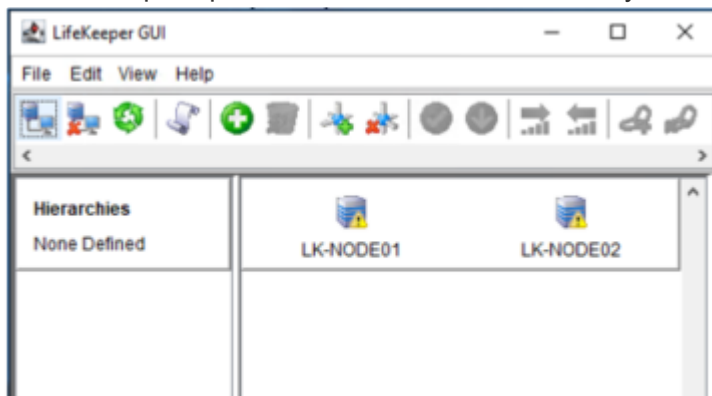 LifeKeeper GUI
File Edit View Help
Hierarchies
None Defined
LK-NODE01 LK-NODE02